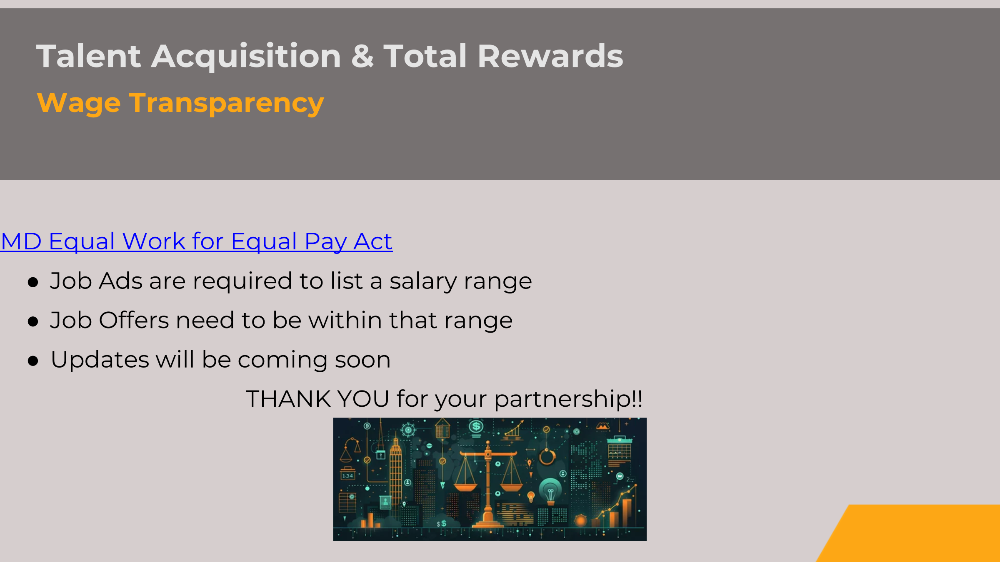 Talent Acquisition & Total Rewards
Wage Transparency
MD Equal Work for Equal Pay Act
● Job Ads are required to list a salary range
● Job Offers need to be within that range
● Updates will be coming soon
THANK YOU for your partnership!!
$
1-34
$ $